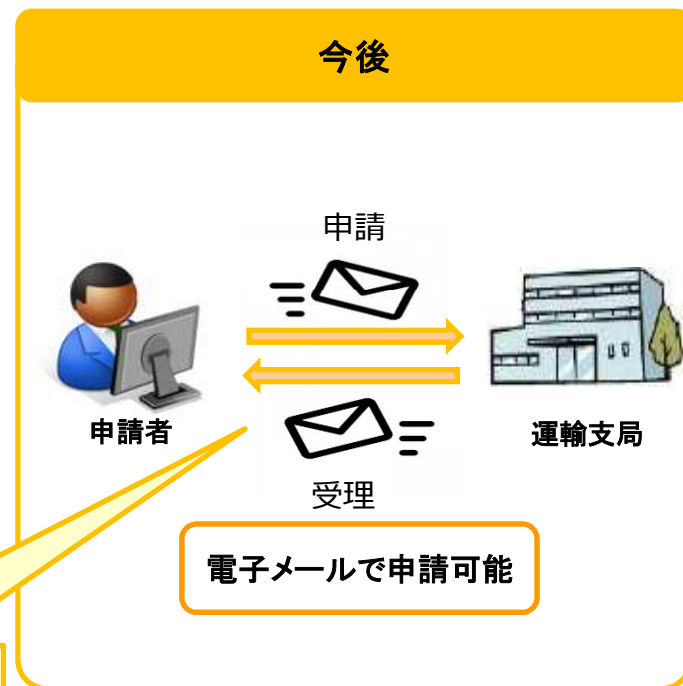 今後
申請
申請者
運輸支局
受理
電子メールで申請可能